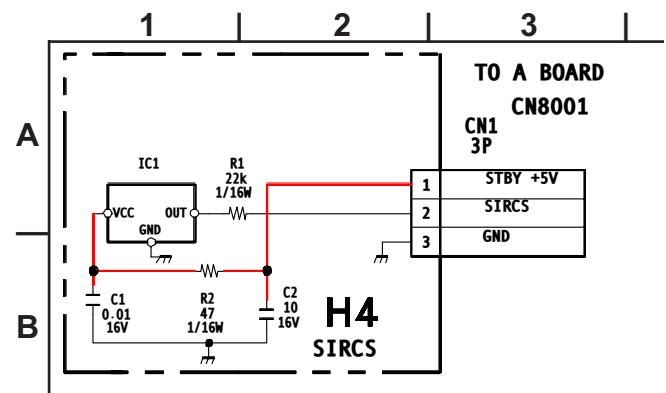 1 2 3
TO A BOARD
CN8001
A
CN1
3P
IC1
R1
22k
1/16W
1 STBY +5V
VCC OUT
2 SIRCS
GND
3 GND
C1
0.01
16V
R2
47
1/16W
C2
10
16V
B
H4
SIRCS